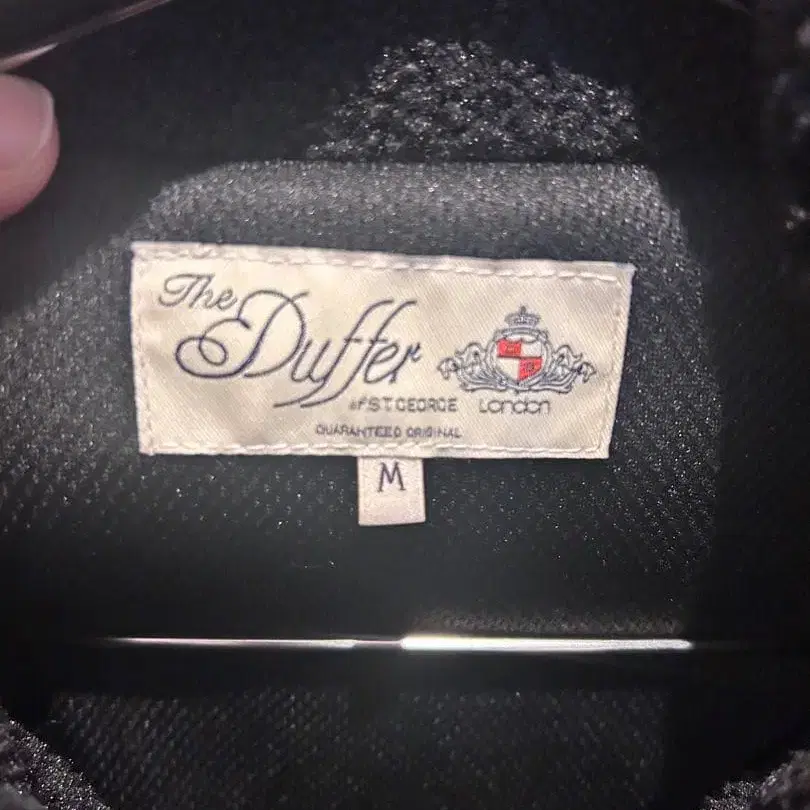 The Duffer
of ST. GEORGE LONDON
GUARANTEED ORIGINAL
M